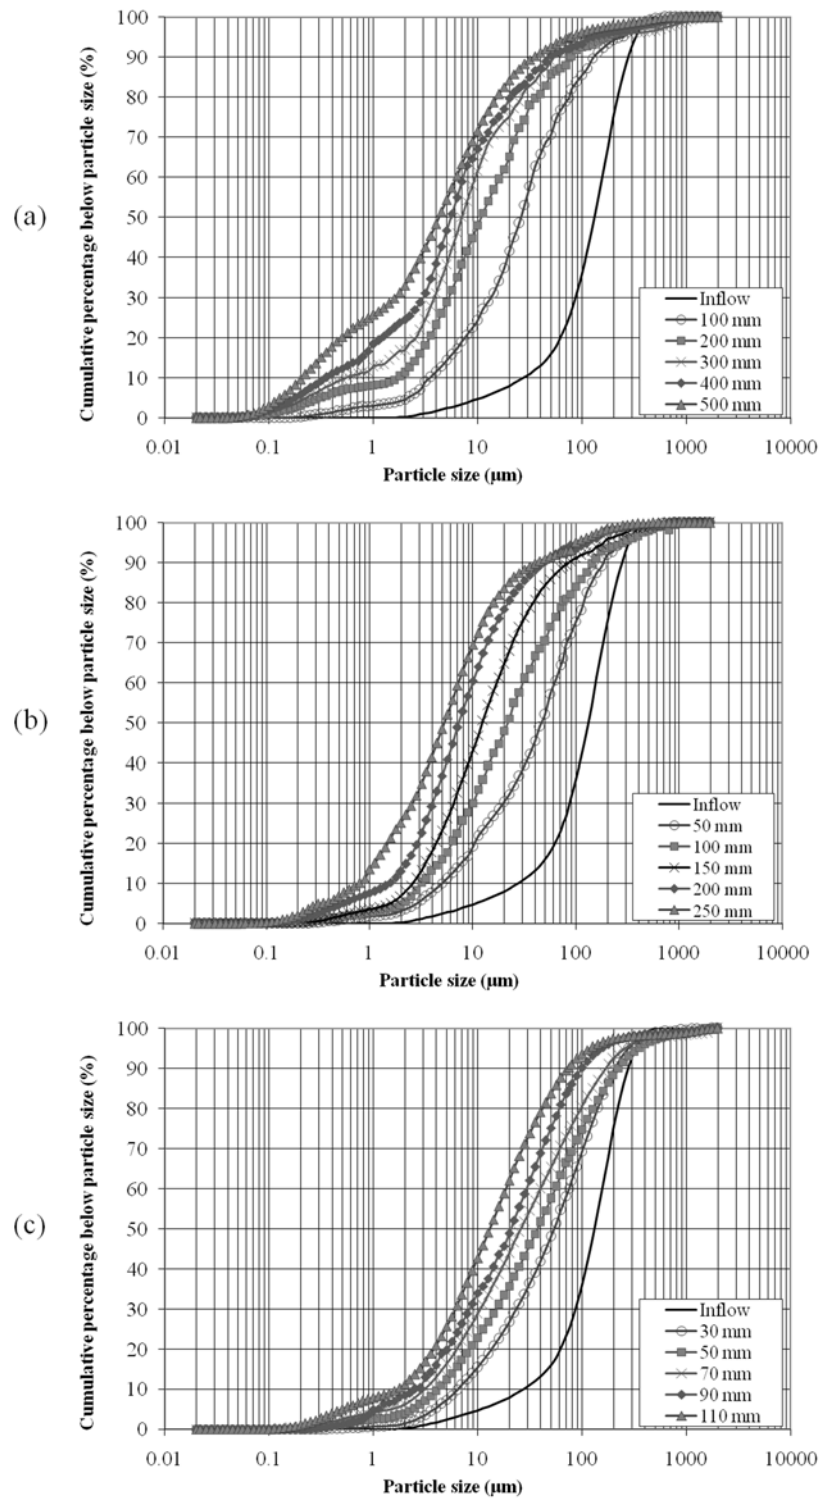 (a)
Cumulative percentage below particle size (%)
100
90
80
70
60
50
40
30
20
10
0
Inflow
100 mm
200 mm
300 mm
400 mm
500 mm
0.01 0.1 1 10 100 1000 10000
Particle size (μm)
(b)
Cumulative percentage below particle size (%)
100
90
80
70
60
50
40
30
20
10
0
Inflow
50 mm
100 mm
150 mm
200 mm
250 mm
0.01 0.1 1 10 100 1000 10000
Particle size (μm)
(c)
Cumulative percentage below particle size (%)
100
90
80
70
60
50
40
30
20
10
0
Inflow
30 mm
50 mm
70 mm
90 mm
110 mm
0.01 0.1 1 10 100 1000 10000
Particle size (μm)